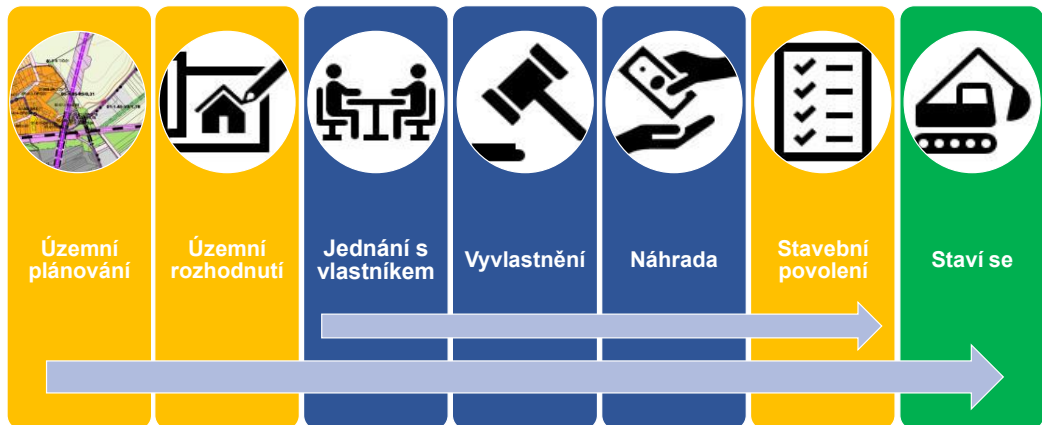 Územní
plánování
Územní
rozhodnutí
Jednání s
vlastníkem
Vyvlastnění
Náhrada
Stavební
povolení
Staví se